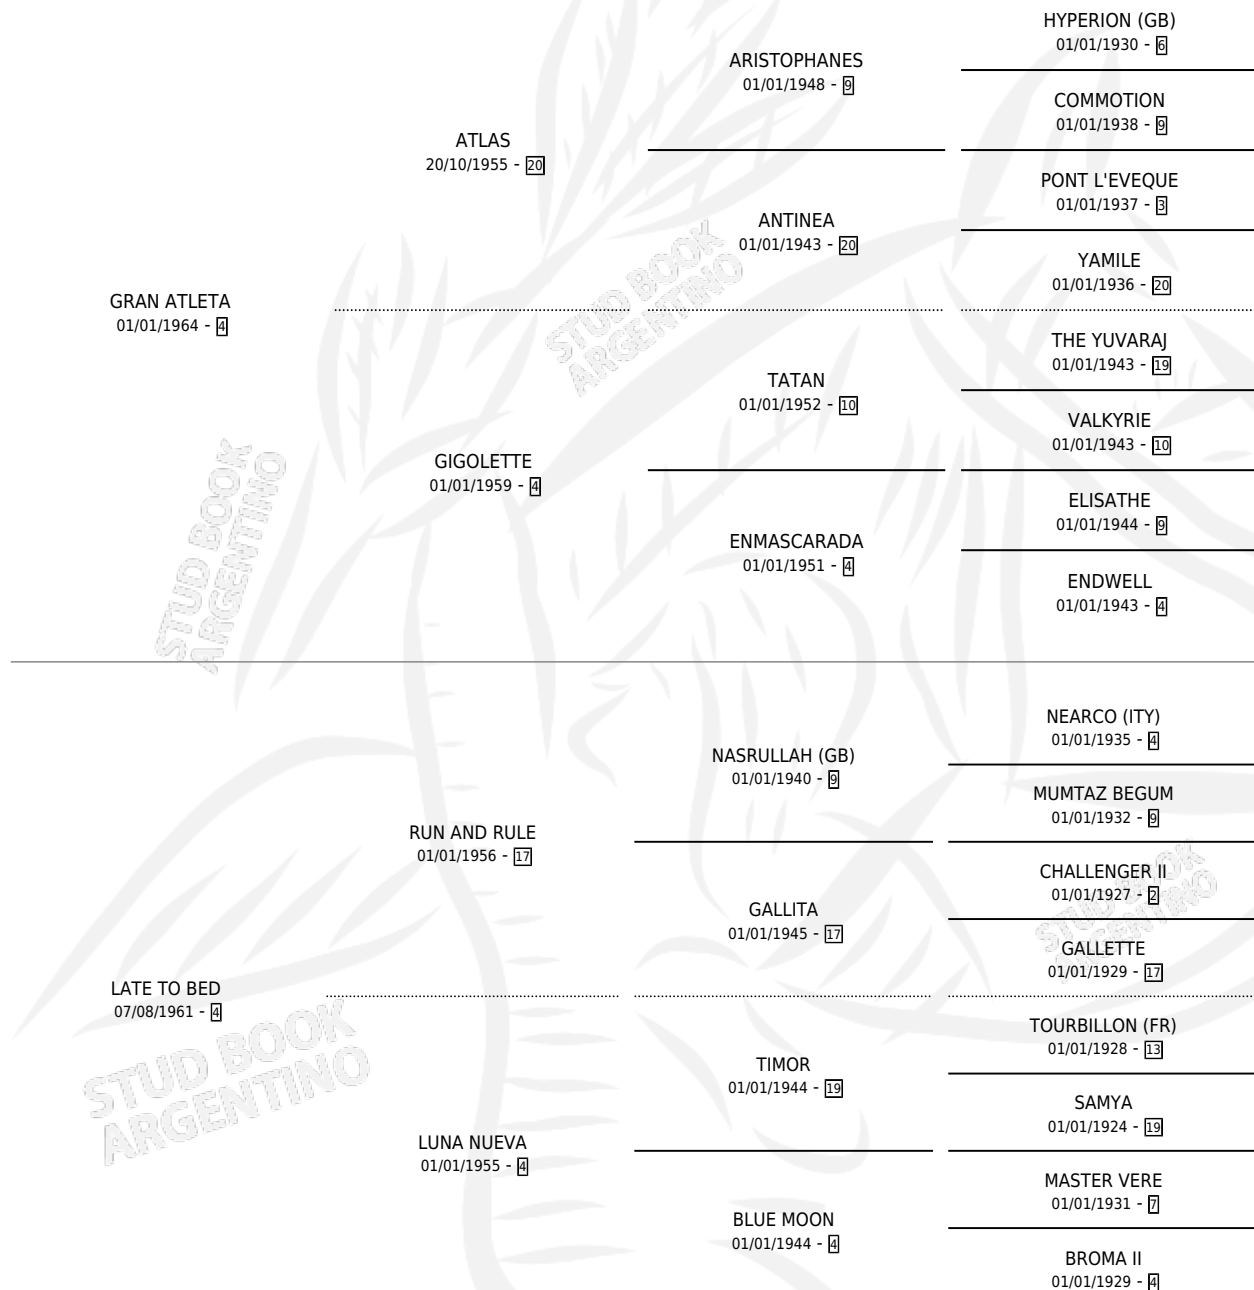 HYPERION (GB)
01/01/1930 - 6
ARISTOPHANES
01/01/1948 - 9
COMMOTION
01/01/1938 - 9
ATLAS
20/10/1955 - 20
PONT L'EVEQUE
01/01/1937 - 3
ANTINEA
01/01/1943 - 20
YAMILE
01/01/1936 - 20
GRAN ATLETA
01/01/1964 - 4
THE YUVARAJ
01/01/1943 - 19
TATAN
01/01/1952 - 10
VALKYRIE
01/01/1943 - 10
GIGOLETTE
01/01/1959 - 4
ELISATHE
01/01/1944 - 9
ENMASCARADA
01/01/1951 - 4
ENDWELL
01/01/1943 - 4
NEARCO (ITY)
01/01/1935 - 4
NASRULLAH (GB)
01/01/1940 - 9
MUMTAZ BEGUM
01/01/1932 - 9
RUN AND RULE
01/01/1956 - 17
CHALLENGER II
01/01/1927 - 2
GALLITA
01/01/1945 - 17
GALLETTE
01/01/1929 - 17
LATE TO BED
07/08/1961 - 4
TOURBILLON (FR)
01/01/1928 - 13
TIMOR
01/01/1944 - 19
SAMYA
01/01/1924 - 19
LUNA NUEVA
01/01/1955 - 4
MASTER VERE
01/01/1931 - 7
BLUE MOON
01/01/1944 - 4
BROMA II
01/01/1929 - 4
STUD BOOK
ARGENTINO
STUD BOOK
ARGENTINO
STUD BOOK
ARGENTINO
STUD BOOK
ARGENTINO